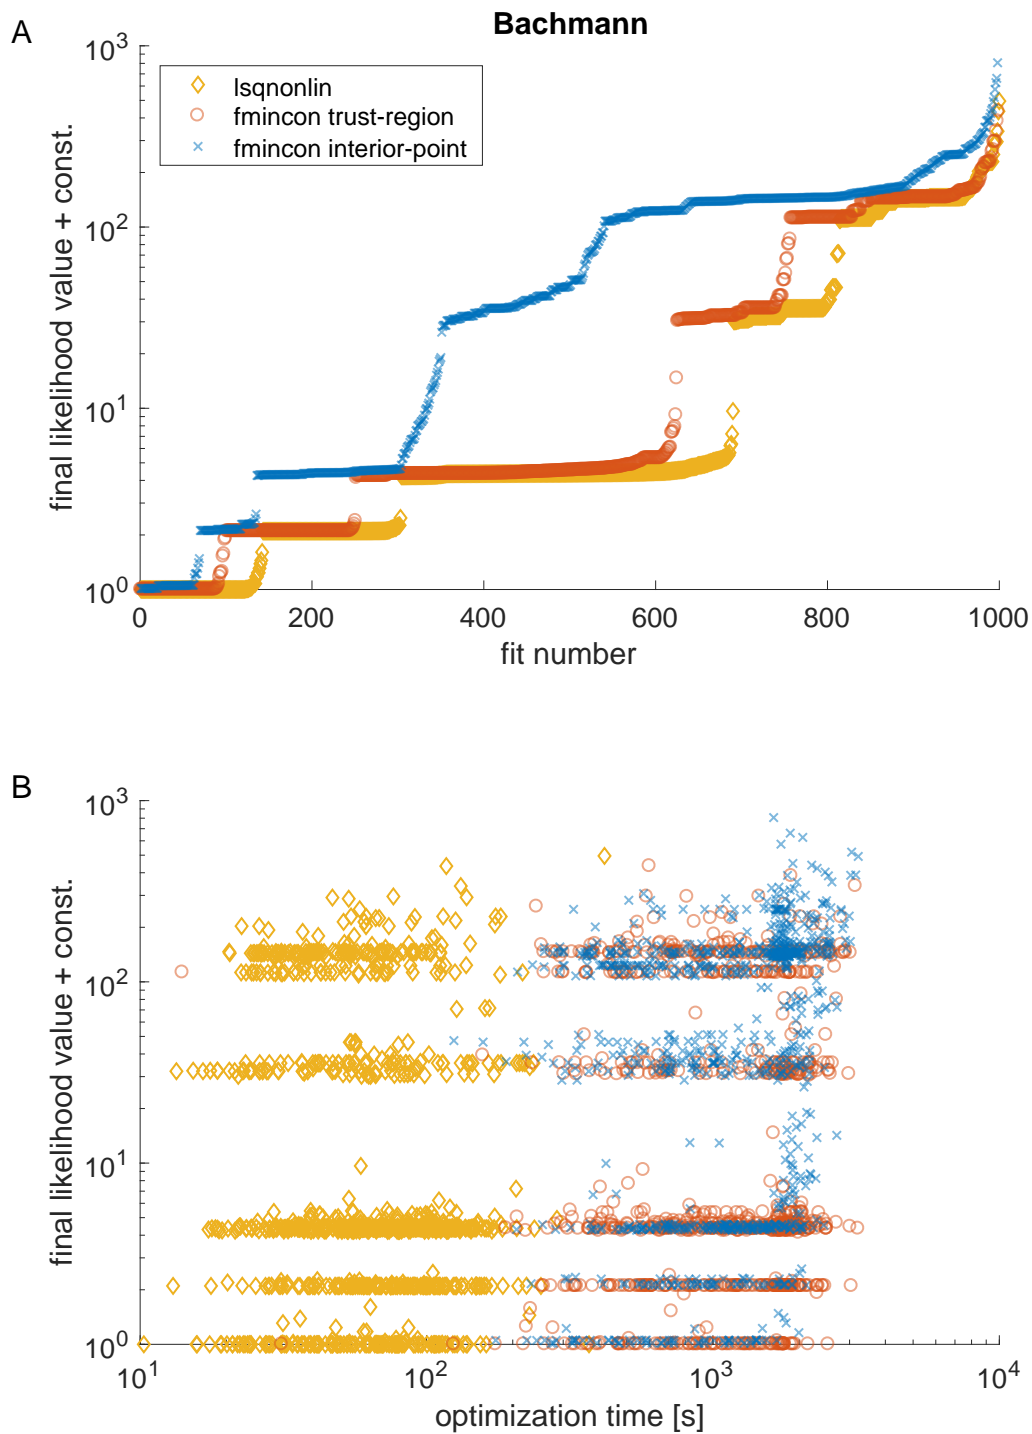 A
Bachmann
final likelihood value + const.
10^3
10^2
10^1
10^0
lsqnonlin
fmincon trust-region
fmincon interior-point
0 200 400 600 800 1000
fit number
B
final likelihood value + const.
10^3
10^2
10^1
10^0
10^1 10^2 10^3 10^4
optimization time [s]